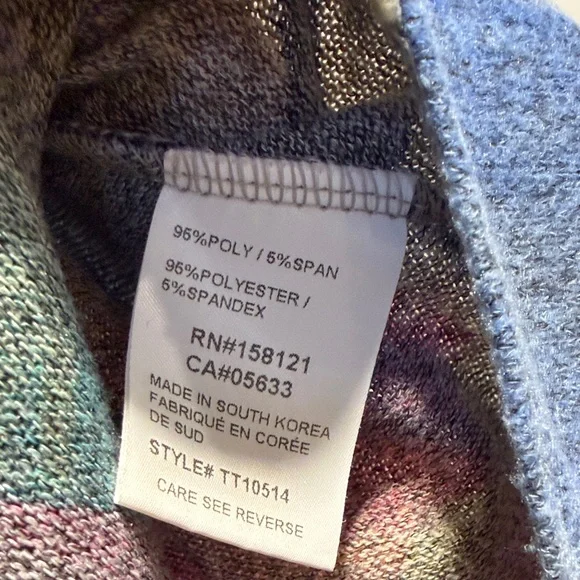 95%POLY / 5%SPAN
95%POLYESTER /
5%SPANDEX
RN#158121
CA#05633
MADE IN SOUTH KOREA
FABRIQUÉ EN CORÉE
DE SUD
STYLE# TT10514
CARE SEE REVERSE